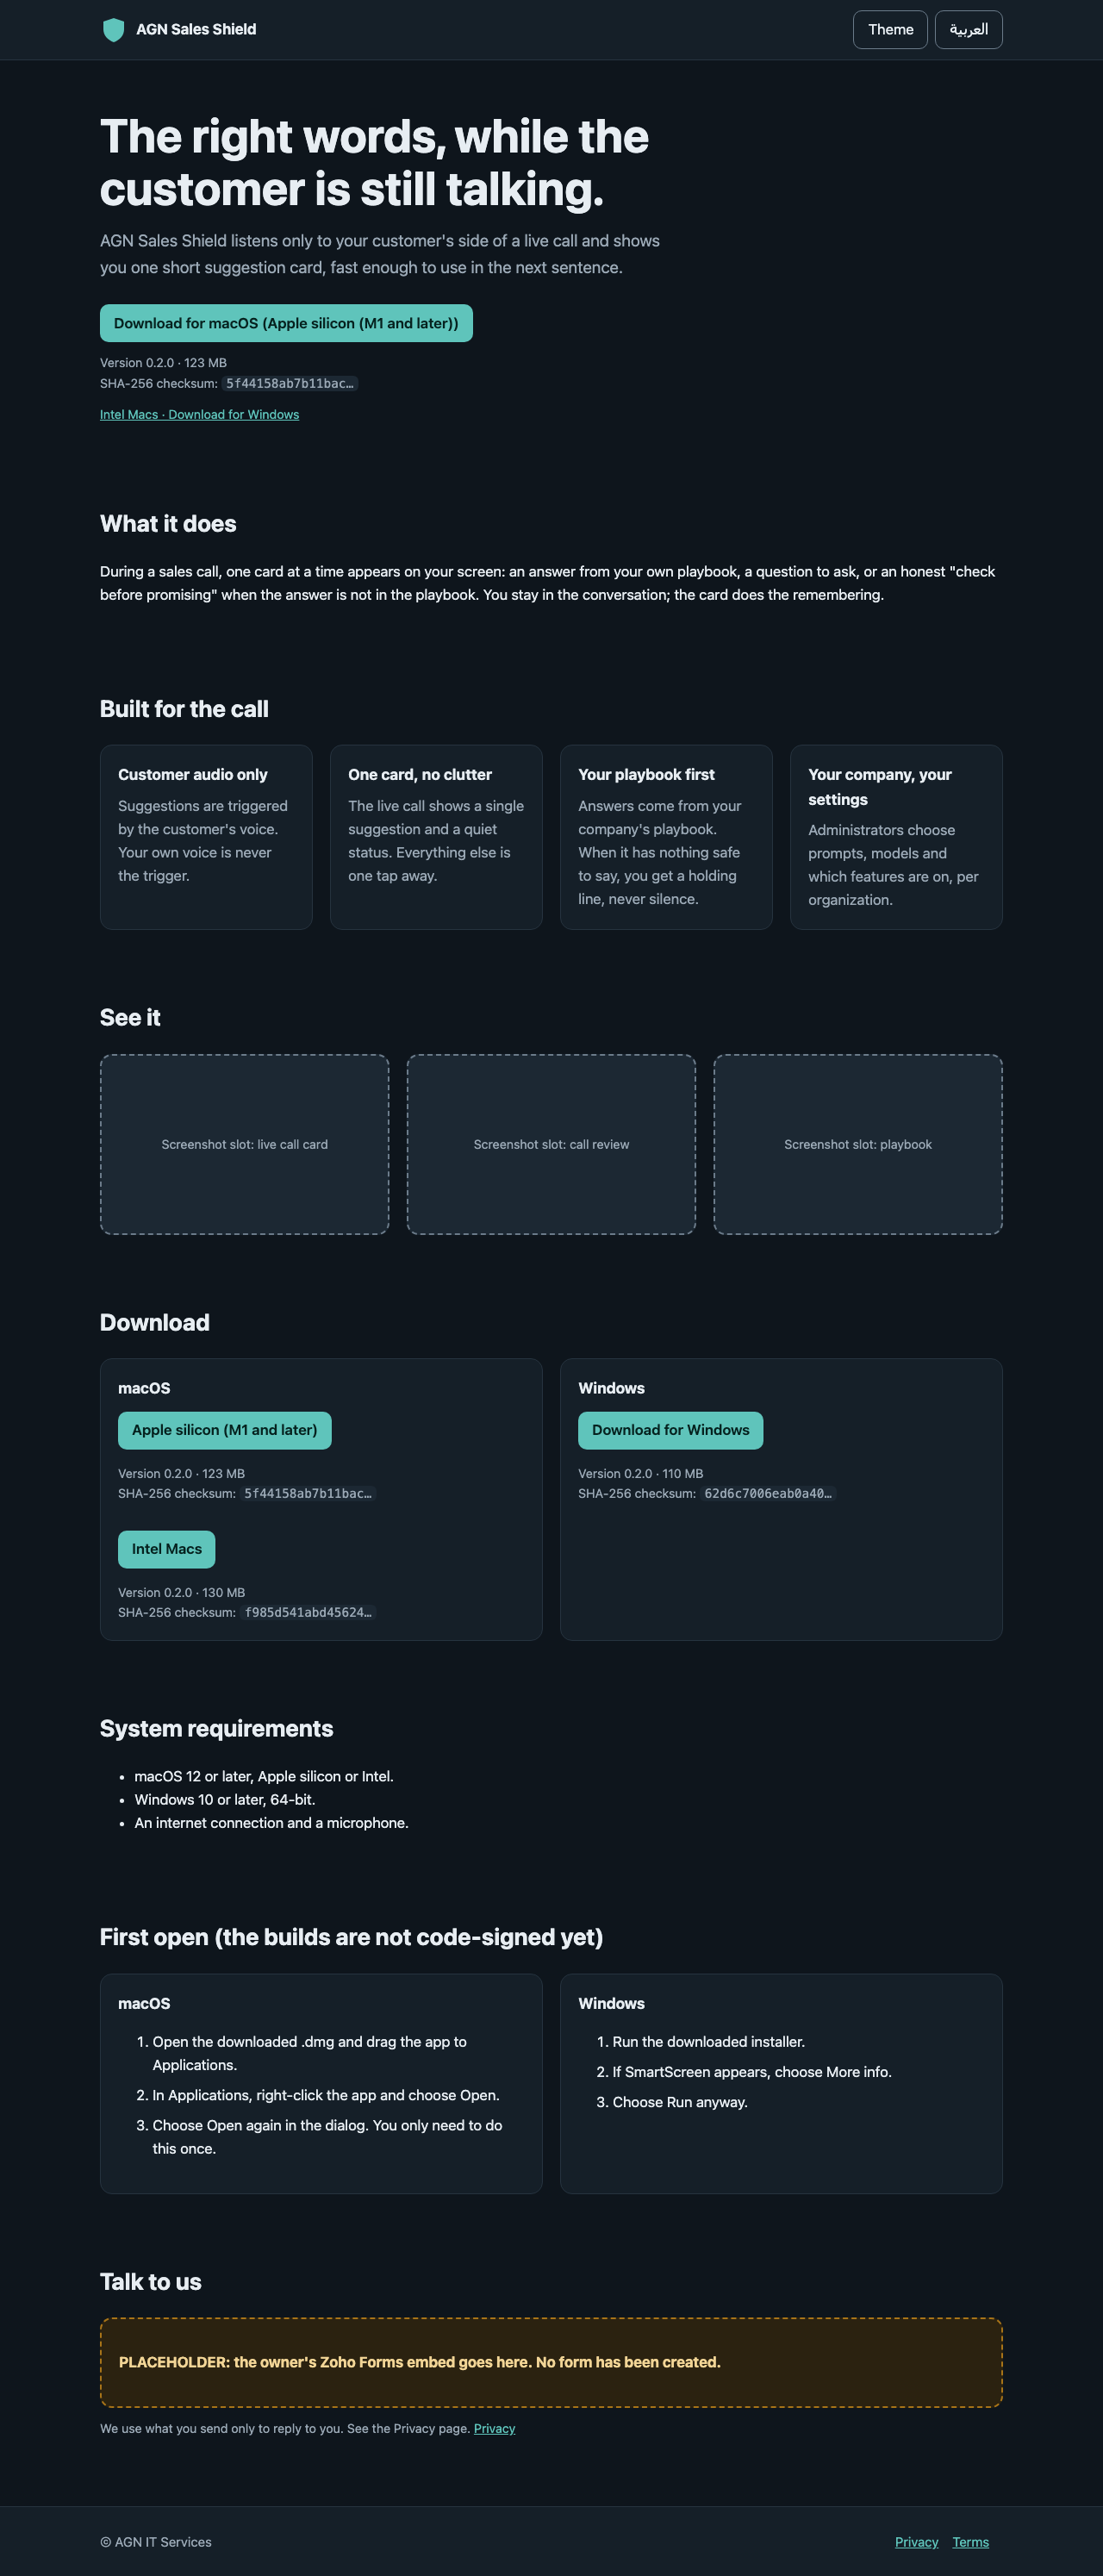 AGN Sales Shield
Theme
العربية
The right words, while the
customer is still talking.
AGN Sales Shield listens only to your customer's side of a live call and shows
you one short suggestion card, fast enough to use in the next sentence.
Download for macOS (Apple silicon (M1 and later))
Version 0.2.0 · 123 MB
SHA-256 checksum: 5f44158ab7b11bac…
Intel Macs · Download for Windows
What it does
During a sales call, one card at a time appears on your screen: an answer from your own playbook, a question to ask, or an honest "check
before promising" when the answer is not in the playbook. You stay in the conversation; the card does the remembering.
Built for the call
Customer audio only
Suggestions are triggered
by the customer's voice.
Your own voice is never
the trigger.
One card, no clutter
The live call shows a single
suggestion and a quiet
status. Everything else is
one tap away.
Your playbook first
Answers come from your
company's playbook.
When it has nothing safe
to say, you get a holding
line, never silence.
Your company, your
settings
Administrators choose
prompts, models and
which features are on, per
organization.
See it
Screenshot slot: live call card
Screenshot slot: call review
Screenshot slot: playbook
Download
macOS
Apple silicon (M1 and later)
Version 0.2.0 · 123 MB
SHA-256 checksum: 5f44158ab7b11bac…
Intel Macs
Version 0.2.0 · 130 MB
SHA-256 checksum: f985d541abd45624…
Windows
Download for Windows
Version 0.2.0 · 110 MB
SHA-256 checksum: 62d6c7006eab0a40…
System requirements
• macOS 12 or later, Apple silicon or Intel.
• Windows 10 or later, 64-bit.
• An internet connection and a microphone.
First open (the builds are not code-signed yet)
macOS
1. Open the downloaded .dmg and drag the app to
Applications.
2. In Applications, right-click the app and choose Open.
3. Choose Open again in the dialog. You only need to do
this once.
Windows
1. Run the downloaded installer.
2. If SmartScreen appears, choose More info.
3. Choose Run anyway.
Talk to us
PLACEHOLDER: the owner's Zoho Forms embed goes here. No form has been created.
We use what you send only to reply to you. See the Privacy page. Privacy
© AGN IT Services
Privacy
Terms